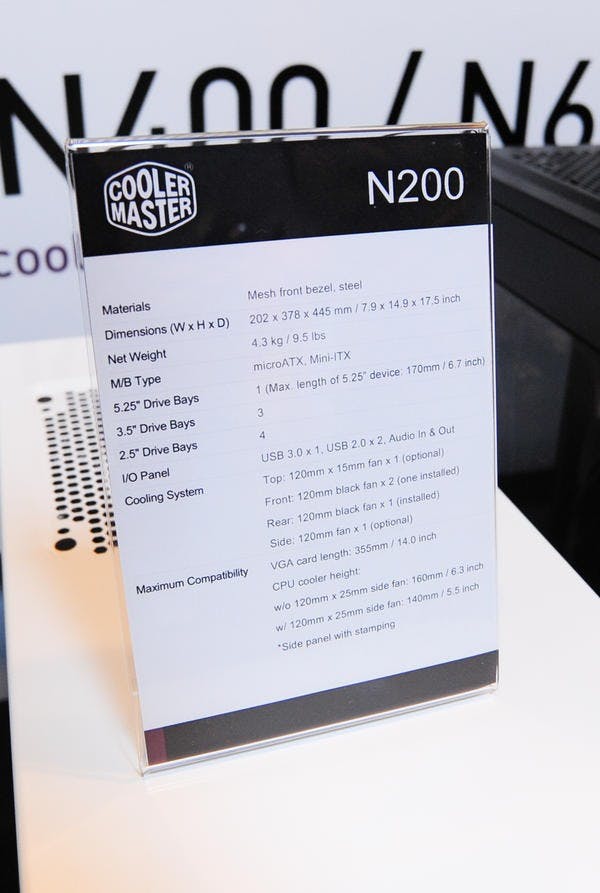 N400 / N6
COOLER
MASTER
N200
coo
Materials Mesh front bezel, steel
Dimensions (W x H x D) 202 x 378 x 445 mm / 7.9 x 14.9 x 17.5 inch
Net Weight 4.3 kg / 9.5 lbs
M/B Type microATX, Mini-ITX
5.25" Drive Bays 1 (Max. length of 5.25" device: 170mm / 6.7 inch)
3.5" Drive Bays 3
2.5" Drive Bays 4
I/O Panel USB 3.0 x 1, USB 2.0 x 2, Audio In & Out
Cooling System Top: 120mm x 15mm fan x 1 (optional)
Front: 120mm black fan x 2 (one installed)
Rear: 120mm black fan x 1 (installed)
Side: 120mm fan x 1 (optional)
Maximum Compatibility VGA card length: 355mm / 14.0 inch
CPU cooler height:
w/o 120mm x 25mm side fan: 160mm / 6.3 inch
w/ 120mm x 25mm side fan: 140mm / 5.5 inch
*Side panel with stamping